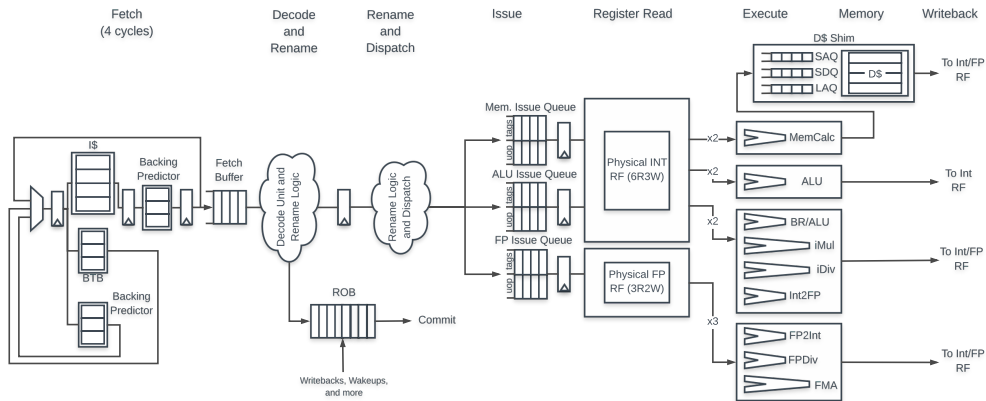 Fetch
(4 cycles)
Decode
and
Rename
Rename
and
Dispatch
Issue
Register Read
Execute
Memory
Writeback
D$ Shim
SAQ
SDQ
LAQ
D$
To Int/FP
RF
I$
Backing
Predictor
Fetch
Buffer
BTB
Backing
Predictor
Decode Unit and
Rename Logic
Rename Logic
and Dispatch
ROB
Commit
Writebacks, Wakeups,
and more
Mem. Issue Queue
uop tags
ALU Issue Queue
uop tags
FP Issue Queue
uop tags
Physical INT
RF (6R3W)
Physical FP
RF (3R2W)
x2
x2
x2
x3
MemCalc
ALU
To Int
RF
BR/ALU
iMul
iDiv
Int2FP
To Int/FP
RF
FP2Int
FPDiv
FMA
To Int/FP
RF